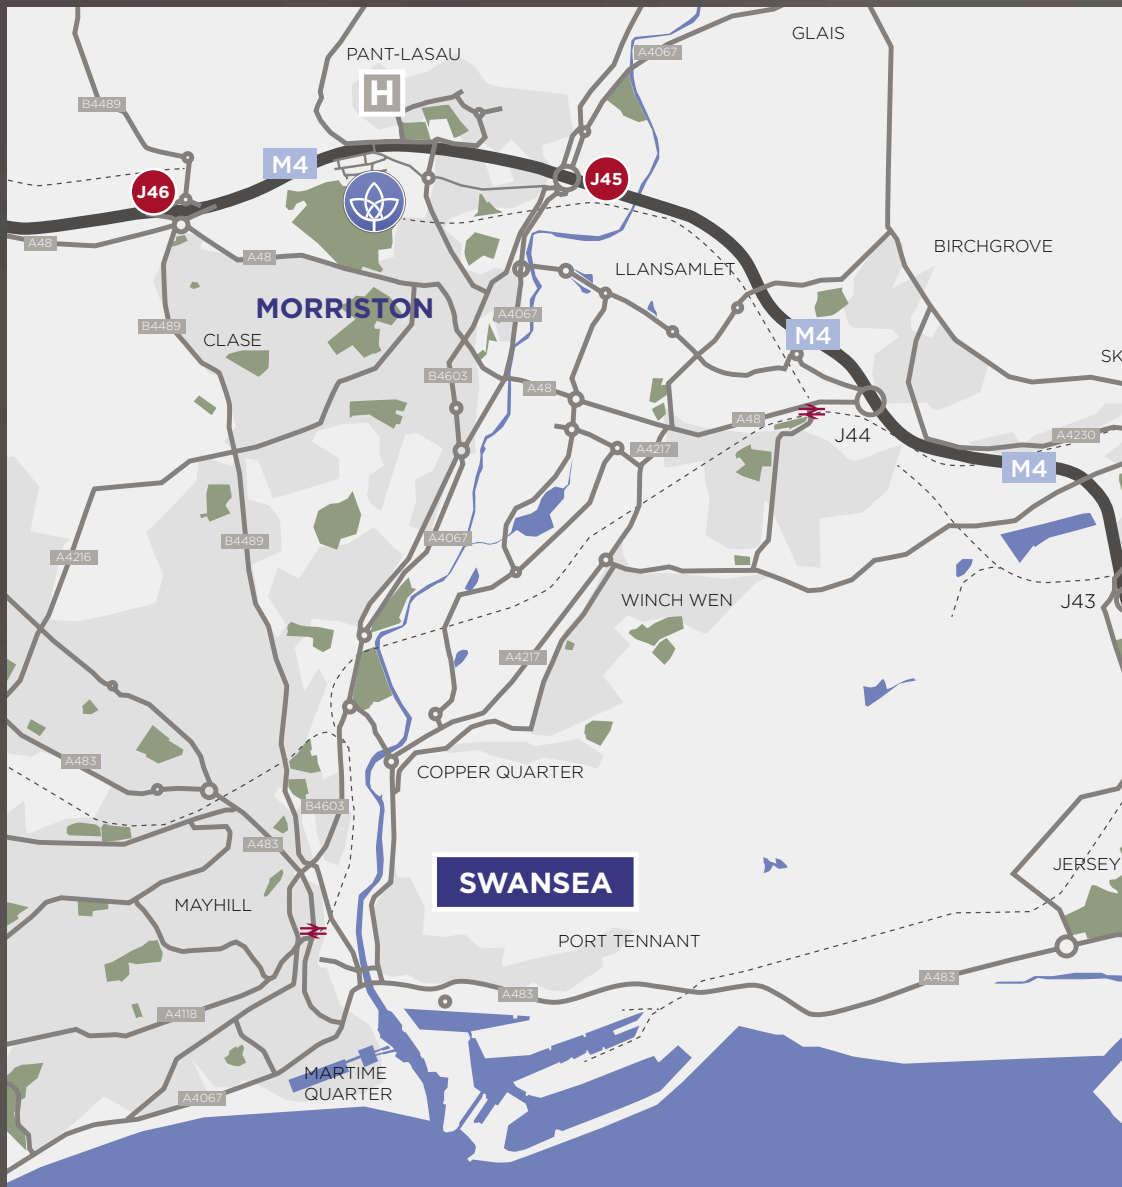 GLAIS
PANT-LASAU
A4067
H
B4489
M4
J45
J46
A48
BIRCHGROVE
A48
LLANSAMLET
MORRISTON
A4067
B4489
M4
CLASE
SK
B4603
A48
A48
J44
A4230
A4217
M4
A4067
B4489
A4216
WINCH WEN
J43
A4217
A483
COPPER QUARTER
B4603
A483
JERSEY
SWANSEA
MAYHILL
PORT TENNANT
A483
A483
A4118
MARTIME
QUARTER
A4067